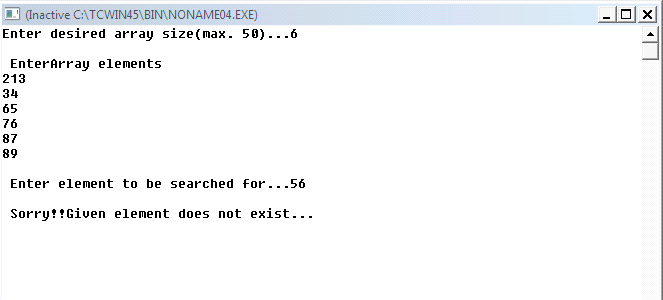 (Inactive C:\TCWIN45\BIN\NONAME04.EXE)
Enter desired array size(max. 50)...6
EnterArray elements
213
34
65
76
87
89
Enter element to be searched for...56
Sorry!!Given element does not exist...